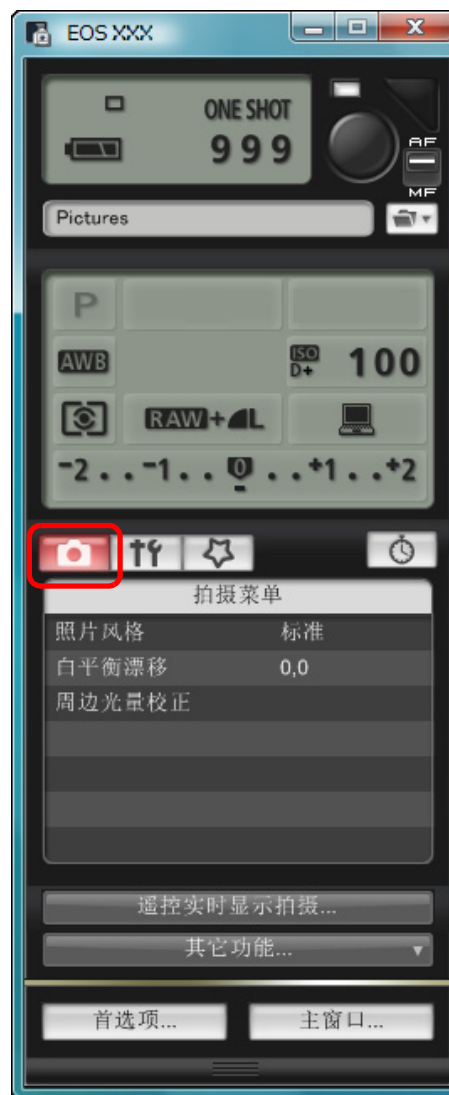 EOS XXX
ONE SHOT
999
AF
MF
Pictures
P
AWB
ISO
D+ 100
RAW+L
-2..-1..0..+1..+2
拍摄菜单
照片风格 标准
白平衡漂移 0,0
周边光量校正
遥控实时显示拍摄...
其它功能...
首选项... 主窗口...